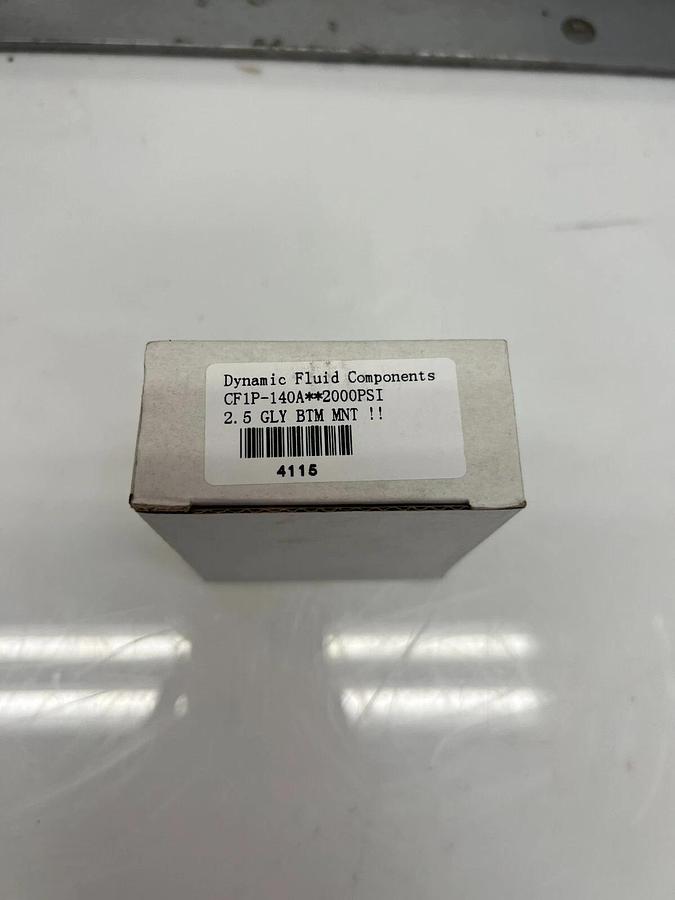 Dynamic Fluid Components
CF1P-140A**2000PSI
2.5 GLY BTM MNT !!
4115